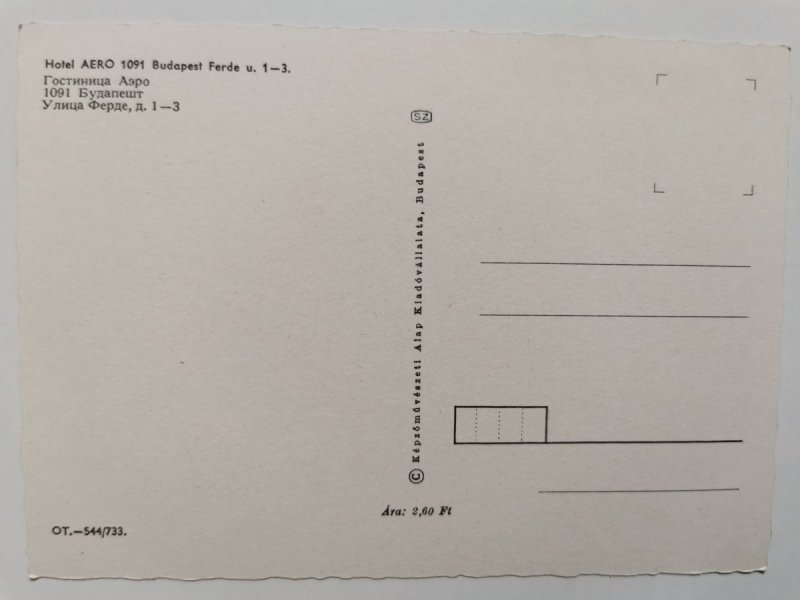 Hotel AERO 1091 Budapest Ferde u. 1—3.
Гостиница Аэро
1091 Будапешт
Улица Ферде, д. 1—3
SZ
© Képzőművészeti Alap Kiadóvállalata, Budapest
Ára: 2,60 Ft
OT.—544/733.